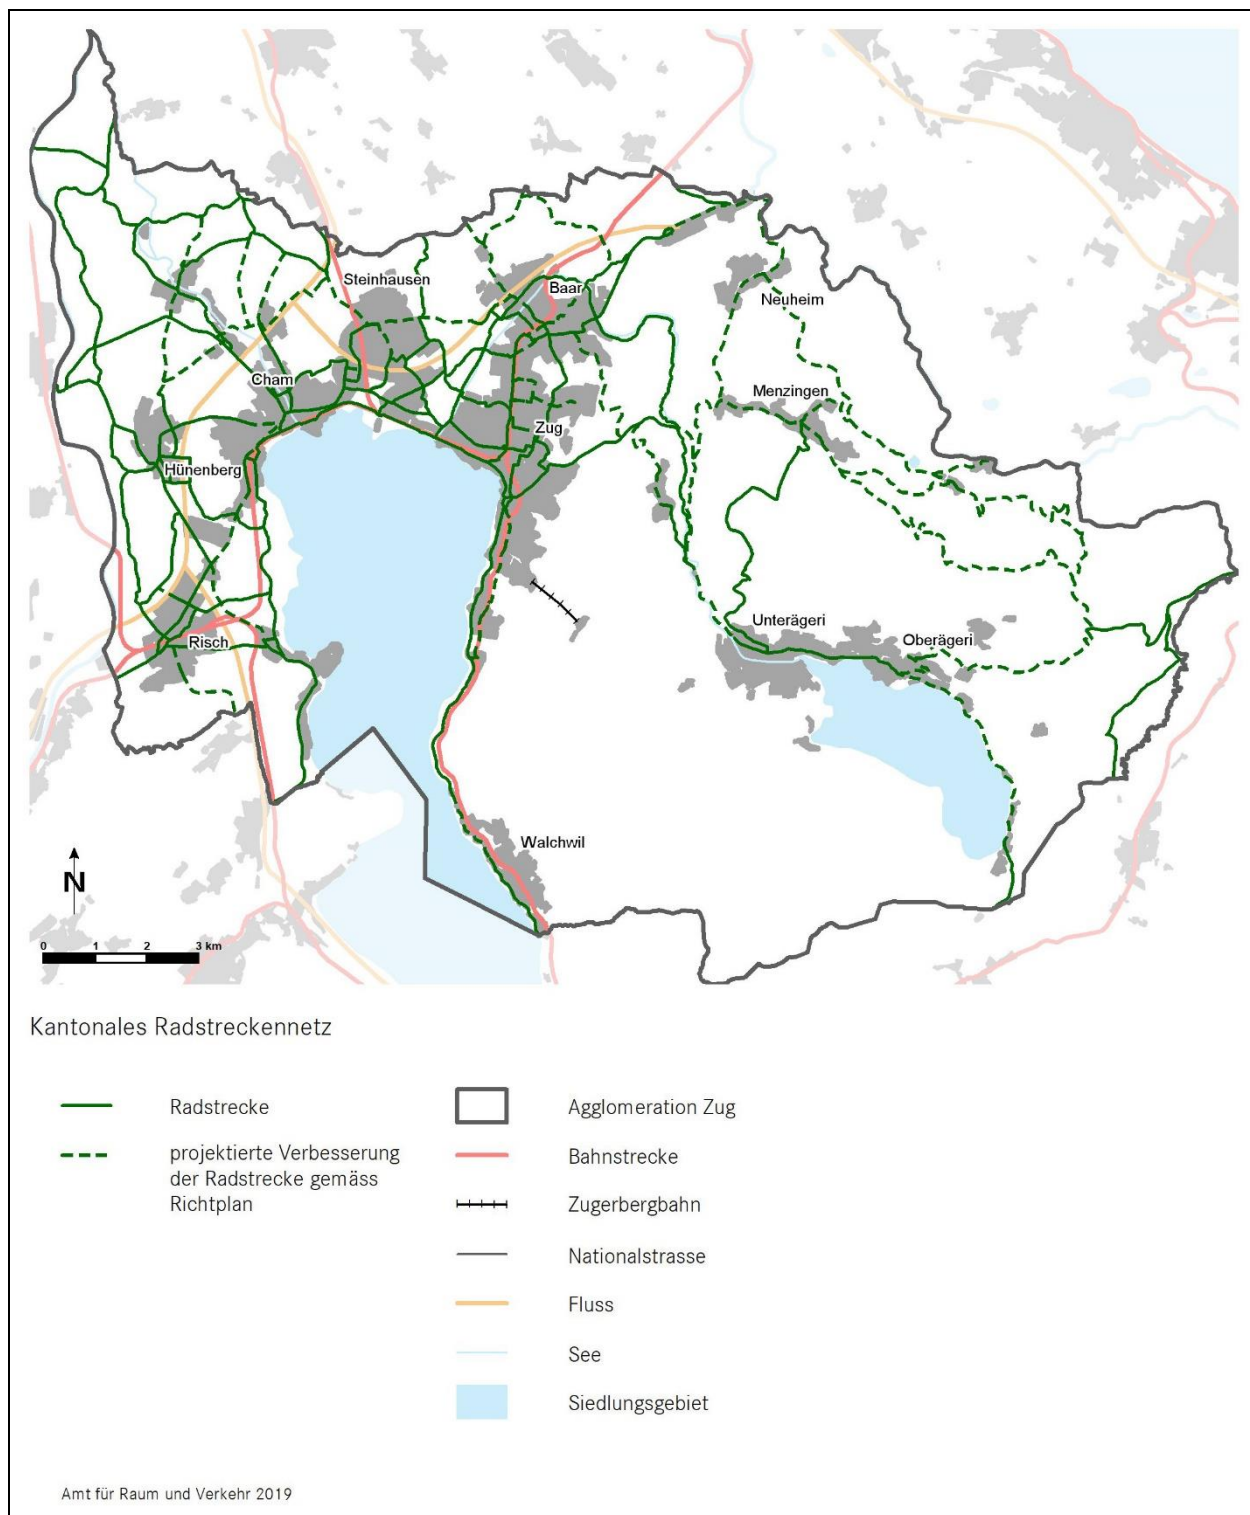 Steinhausen
Baar
Neuheim
Cham
Menzingen
Zug
Hünenberg
Unterägeri
Oberägeri
Risch
Walchwil
N
0 1 2 3 km
Kantonales Radstreckennetz
Radstrecke
projektierte Verbesserung
der Radstrecke gemäss
Richtplan
Agglomeration Zug
Bahnstrecke
Zugerbergbahn
Nationalstrasse
Fluss
See
Siedlungsgebiet
Amt für Raum und Verkehr 2019